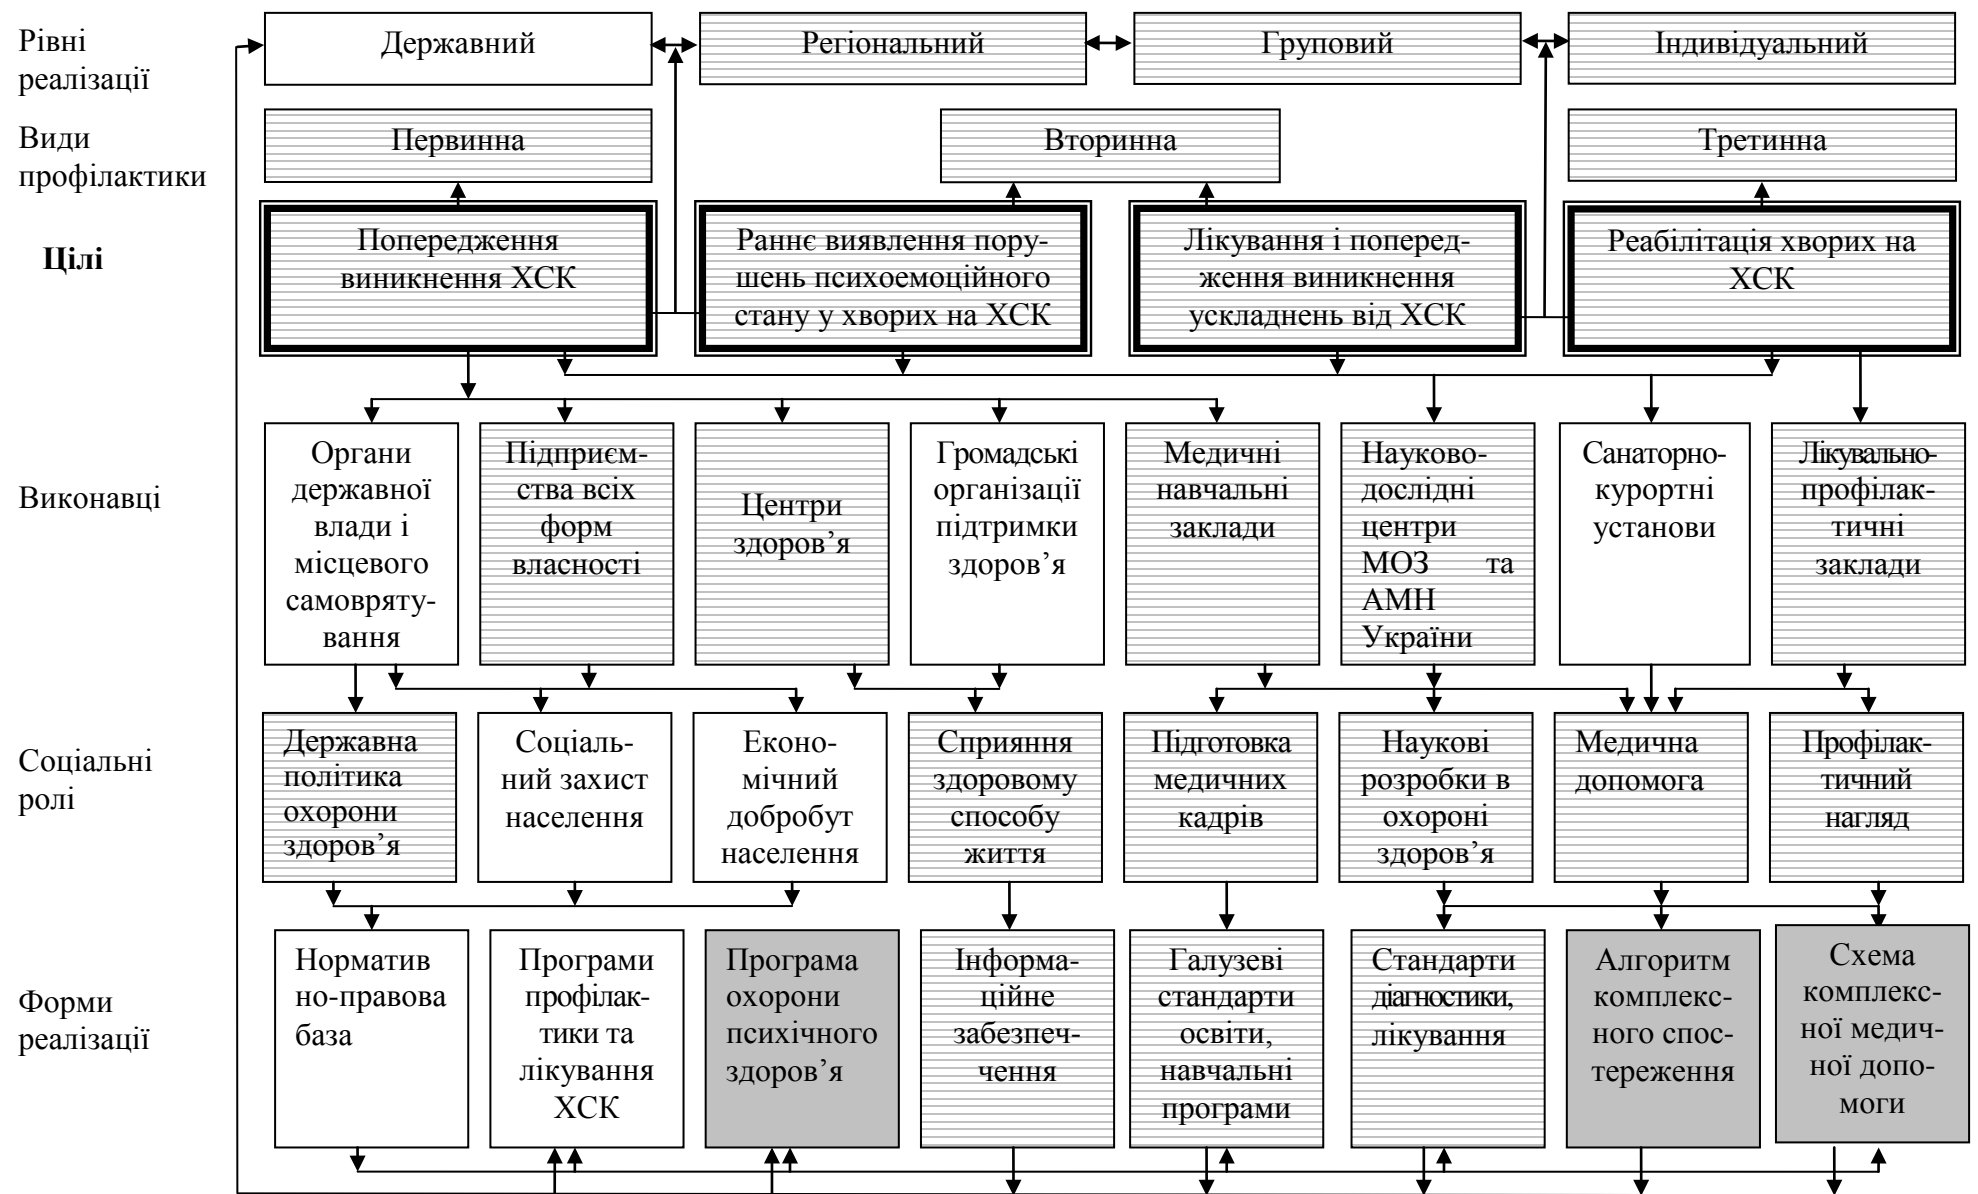 Рівні
реалізації
Державний
Регіональний
Груповий
Індивідуальний
Види
профілактики
Первинна
Вторинна
Третинна
Цілі
Попередження
виникнення ХСК
Раннє виявлення пору-
шень психоемоційного
стану у хворих на ХСК
Лікування і поперед-
ження виникнення
ускладнень від ХСК
Реабілітація хворих на
ХСК
Виконавці
Органи
державної
влади і
місцевого
самовряту-
вання
Підприєм-
ства всіх
форм
власності
Центри
здоров’я
Громадські
організації
підтримки
здоров’я
Медичні
навчальні
заклади
Науково-
дослідні
центри
МОЗ та
АМН
України
Санаторно-
курортні
установи
Лікувально-
профілак-
тичні
заклади
Соціальні
ролі
Державна
політика
охорони
здоров’я
Соціаль-
ний захист
населення
Еконо-
мічний
добробут
населення
Сприяння
здоровому
способу
життя
Підготовка
медичних
кадрів
Наукові
розробки в
охороні
здоров’я
Медична
допомога
Профілак-
тичний
нагляд
Форми
реалізації
Норматив
но-правова
база
Програми
профілак-
тики та
лікування
ХСК
Програма
охорони
психічного
здоров’я
Інформа-
ційне
забезпеч-
чення
Галузеві
стандарти
освіти,
навчальні
програми
Стандарти
діагностики,
лікування
Алгоритм
комплекс-
ного спос-
тереження
Схема
комплекс-
ної медич-
ної допо-
моги